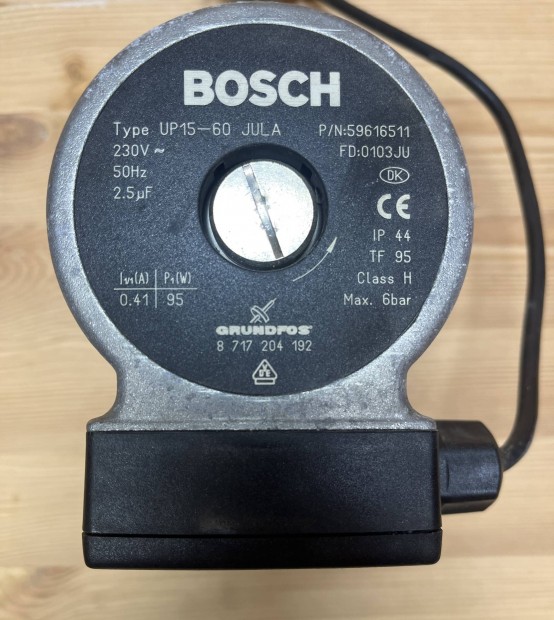 BOSCH
Type UP15-60 JULA P/N:59616511
230V ~ FD:0103JU
50Hz DK
2.5µF CE
IP 44
TF 95
I1/1(A) P1(W) Class H
0.41 95 Max. 6bar
GRUNDFOS
8 717 204 192